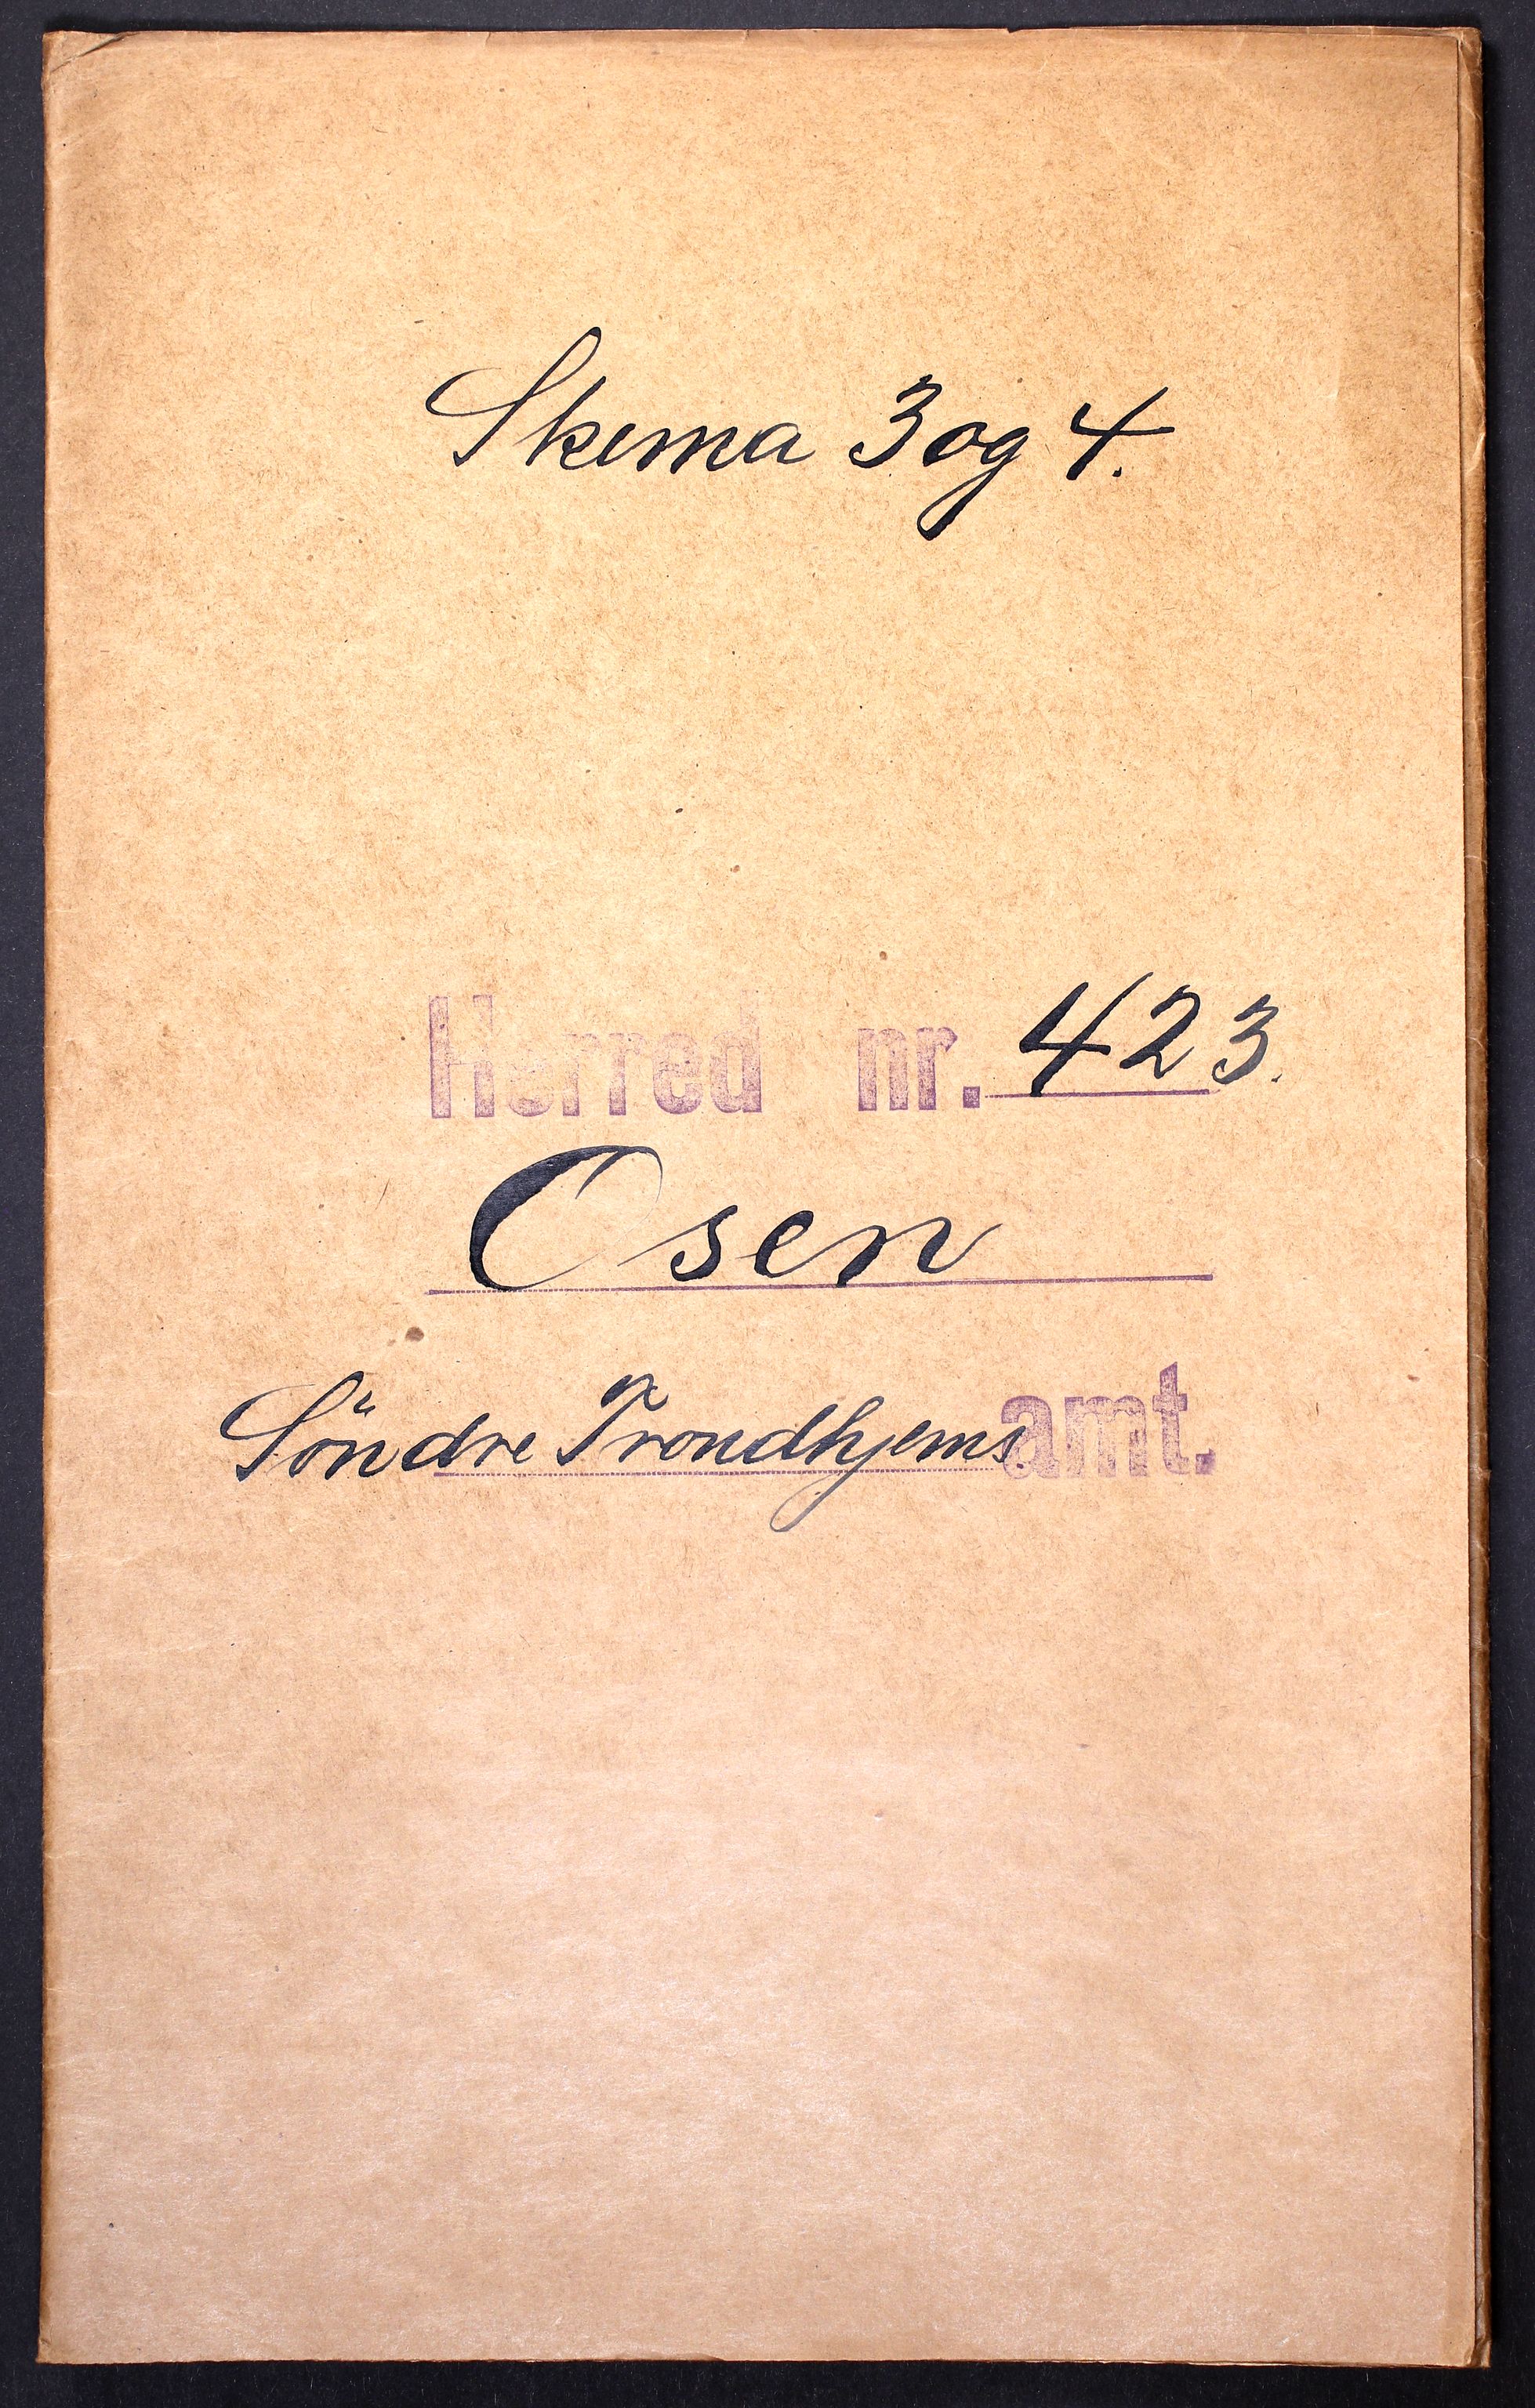 Skema 3 og 4.
Herred nr. 423.
Osen
Söndre Trondhjems amt.